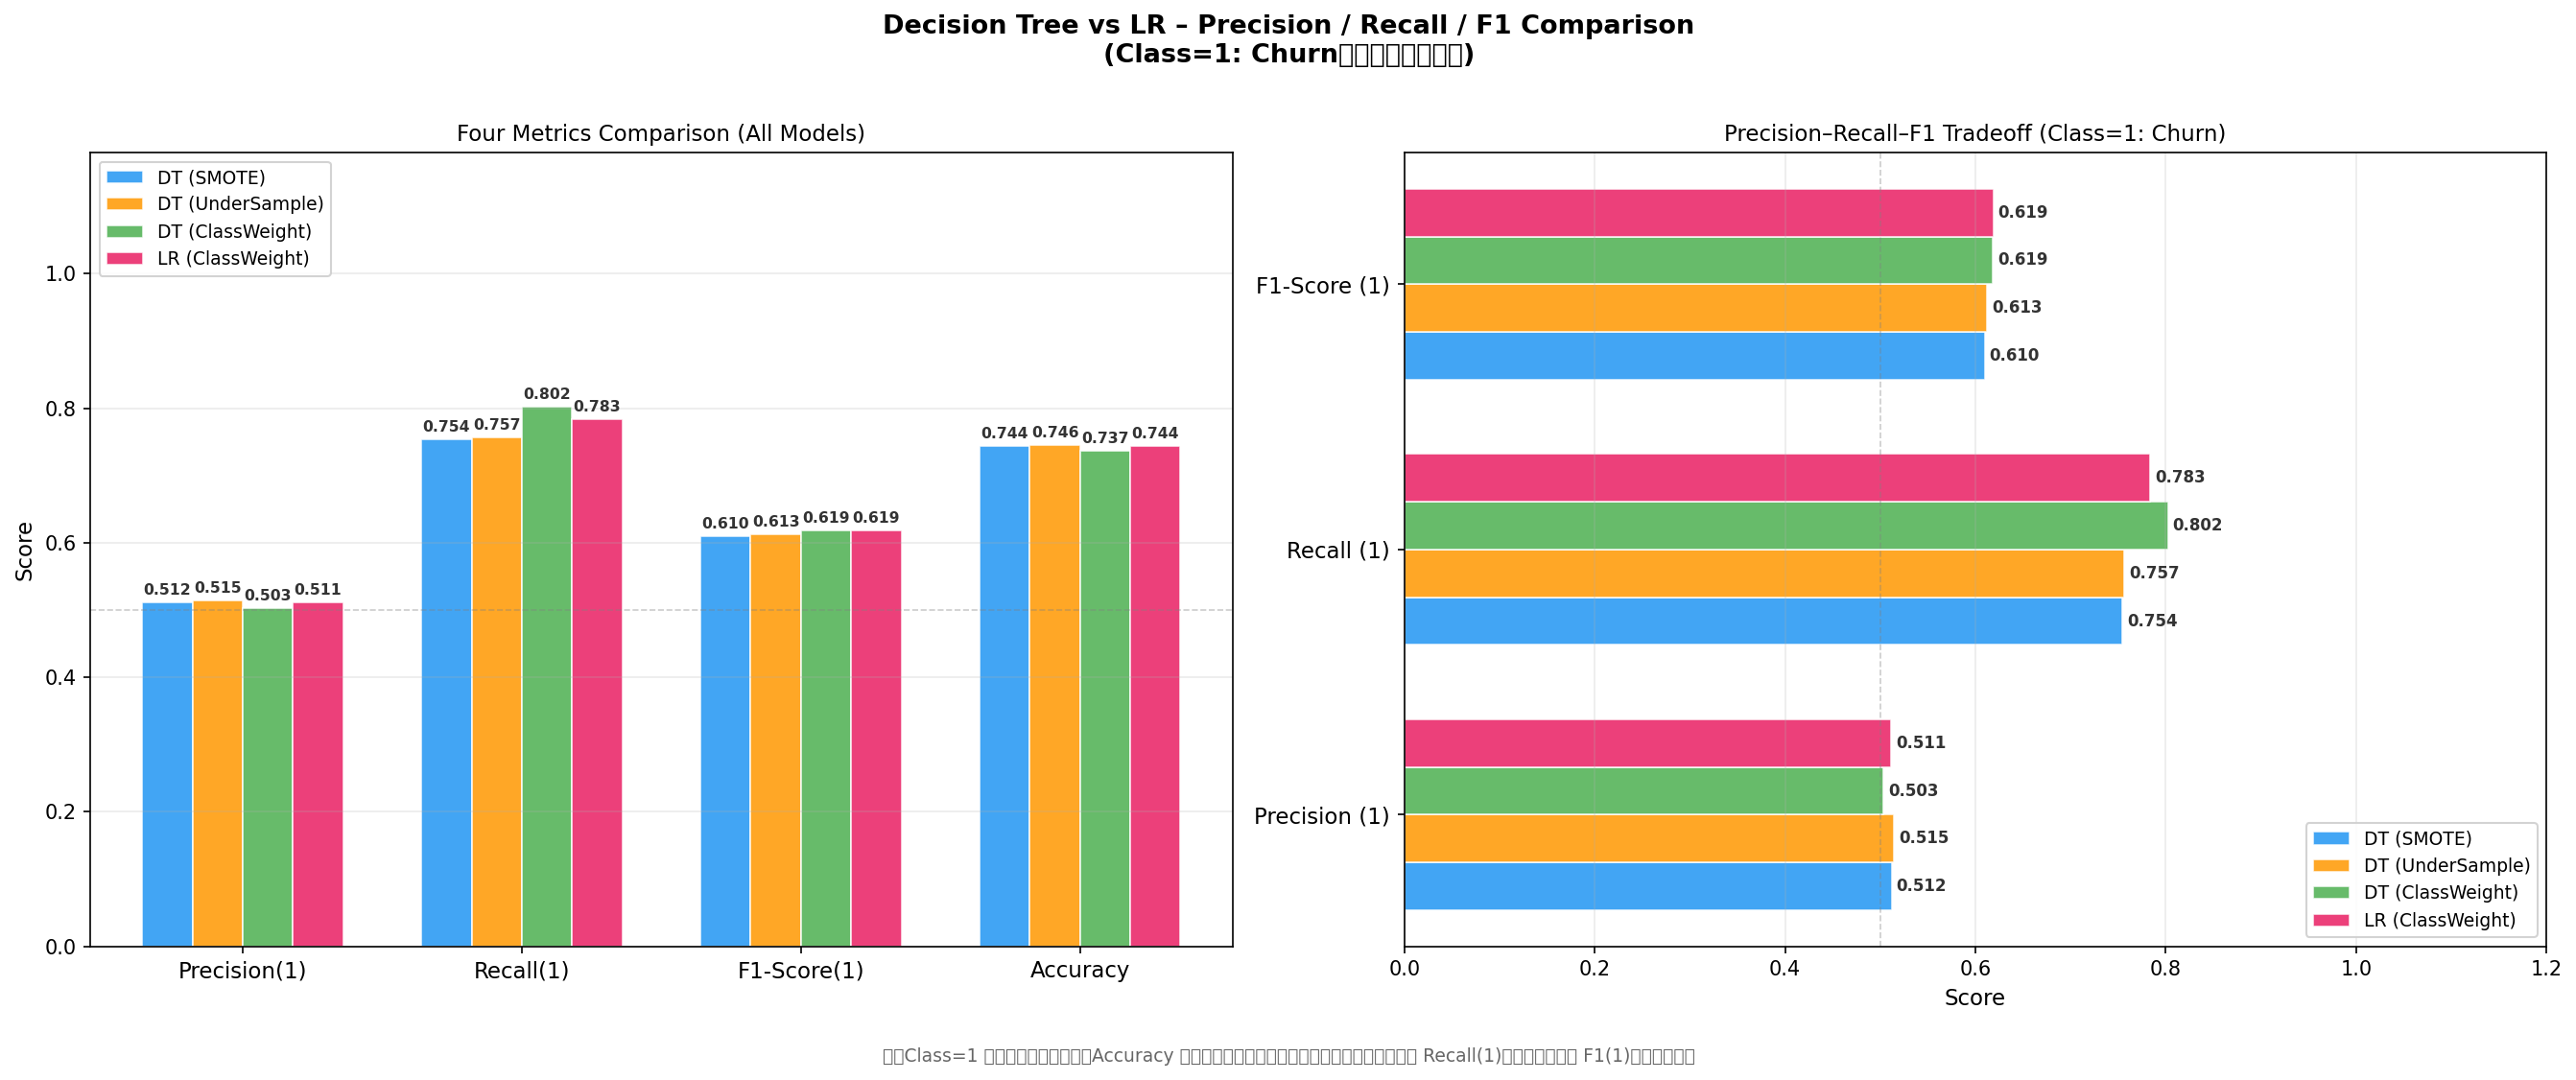 Decision Tree vs LR – Precision / Recall / F1 Comparison
(Class=1: Churn)
Four Metrics Comparison (All Models)
DT (SMOTE)
DT (UnderSample)
DT (ClassWeight)
LR (ClassWeight)
Score
1.0
0.8
0.6
0.4
0.2
0.0
0.512 0.515 0.503 0.511
0.754 0.757 0.802 0.783
0.610 0.613 0.619 0.619
0.744 0.746 0.737 0.744
Precision(1) Recall(1) F1-Score(1) Accuracy
Precision–Recall–F1 Tradeoff (Class=1: Churn)
F1-Score (1)
0.619
0.619
0.613
0.610
Recall (1)
0.783
0.802
0.757
0.754
Precision (1)
0.511
0.503
0.515
0.512
DT (SMOTE)
DT (UnderSample)
DT (ClassWeight)
LR (ClassWeight)
0.0 0.2 0.4 0.6 0.8 1.0 1.2
Score
Class=1 Accuracy Recall(1) F1(1)